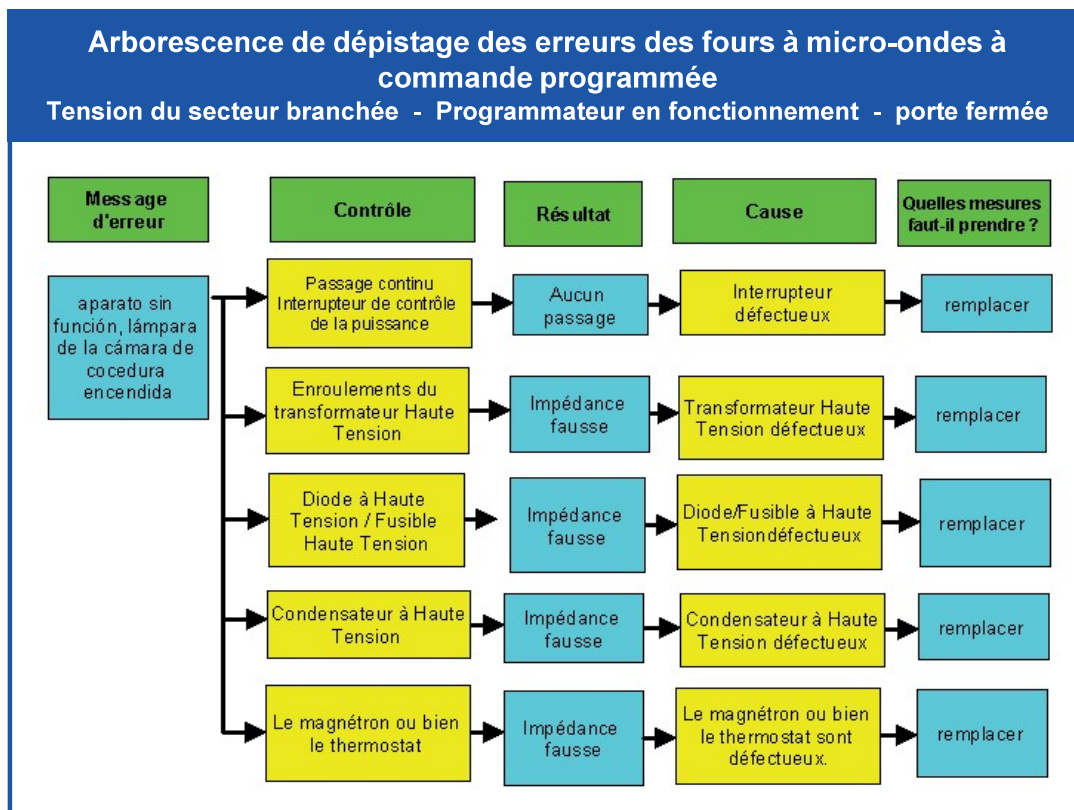 Arborescence de dépistage des erreurs des fours à micro-ondes à
commande programmée
Tension du secteur branchée - Programmateur en fonctionnement - porte fermée
Message
d'erreur
Contrôle
Résultat
Cause
Quelles mesures
faut-il prendre ?
aparato sin
función, lámpara
de la cámara de
cocedura
encendida
Passage continu
Interrupteur de contrôle
de la puissance
Aucun
passage
Interrupteur
défectueux
remplacer
Enroulements du
transformateur Haute
Tension
Impédance
fausse
Transformateur Haute
Tension défectueux
remplacer
Diode à Haute
Tension / Fusible
Haute Tension
Impédance
fausse
Diode/Fusible à Haute
Tension défectueux
remplacer
Condensateur à Haute
Tension
Impédance
fausse
Condensateur à Haute
Tension défectueux
remplacer
Le magnétron ou bien
le thermostat
Impédance
fausse
Le magnétron ou bien
le thermostat sont
défectueux.
remplacer